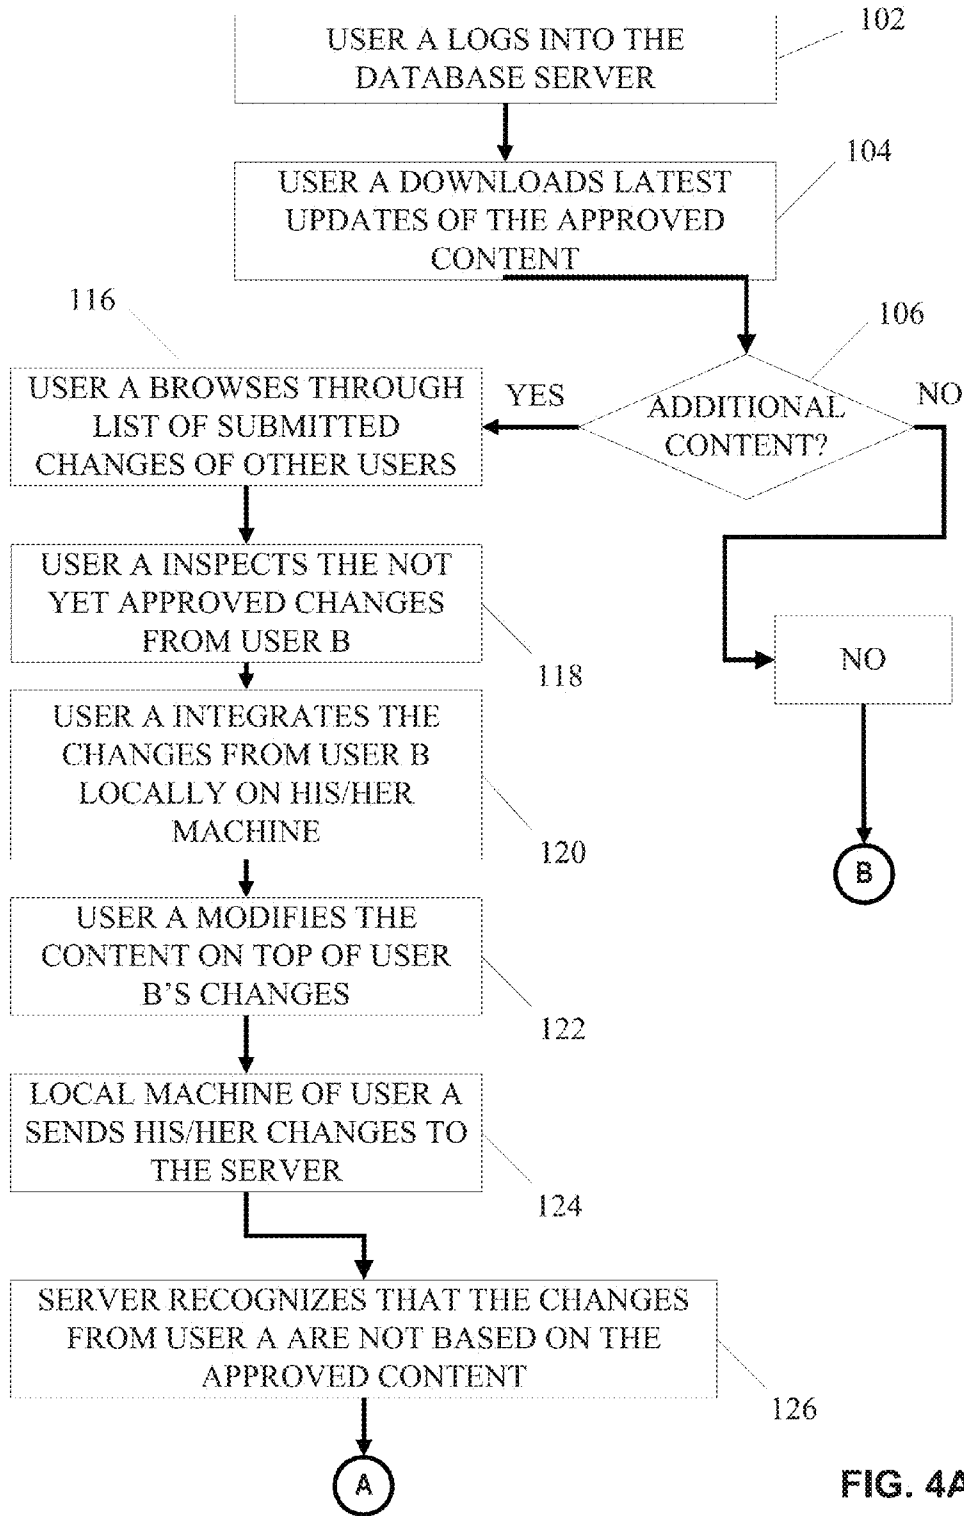 102
USER A LOGS INTO THE
DATABASE SERVER
104
USER A DOWNLOADS LATEST
UPDATES OF THE APPROVED
CONTENT
106
ADDITIONAL
CONTENT?
YES
NO
116
USER A BROWSES THROUGH
LIST OF SUBMITTED
CHANGES OF OTHER USERS
USER A INSPECTS THE NOT
YET APPROVED CHANGES
FROM USER B
118
NO
USER A INTEGRATES THE
CHANGES FROM USER B
LOCALLY ON HIS/HER
MACHINE
120
B
USER A MODIFIES THE
CONTENT ON TOP OF USER
B'S CHANGES
122
LOCAL MACHINE OF USER A
SENDS HIS/HER CHANGES TO
THE SERVER
124
SERVER RECOGNIZES THAT THE CHANGES
FROM USER A ARE NOT BASED ON THE
APPROVED CONTENT
126
A
FIG. 4A